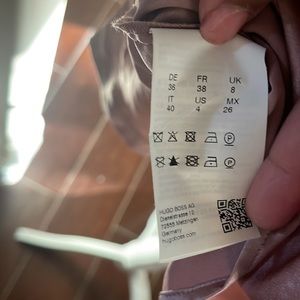 DE FR UK
36 38 8
IT US MX
40 4 26
HUGO BOSS AG
Dieselstrasse 12
72555 Metzingen
Germany
hugoboss.com